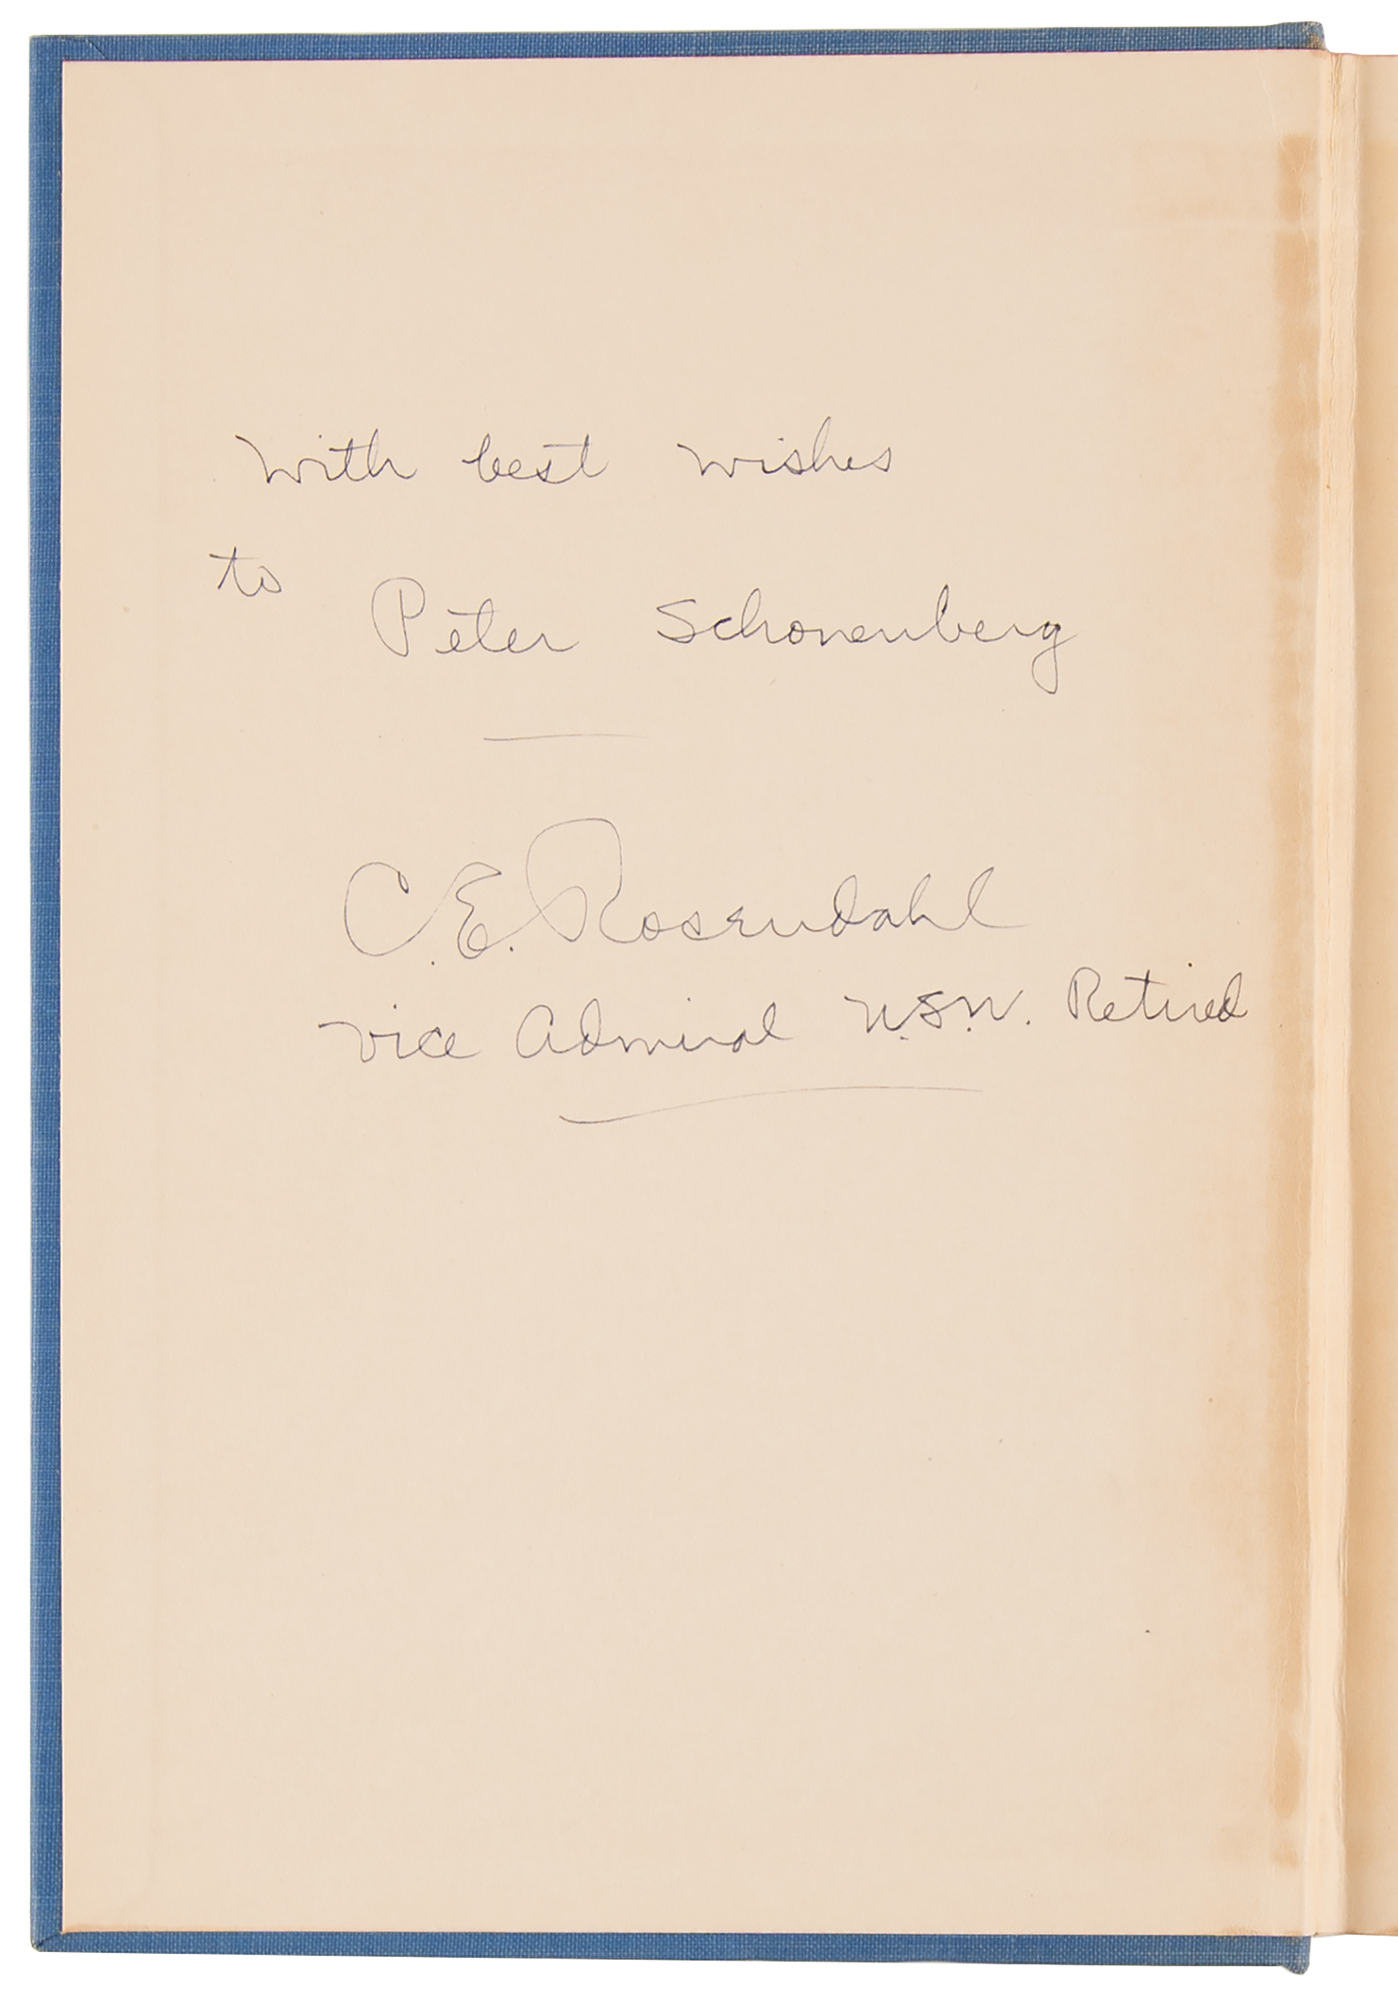 With best wishes
to Peter Schonenberg
C.E. Rosendahl
Vice Admiral U.S.N. Retired